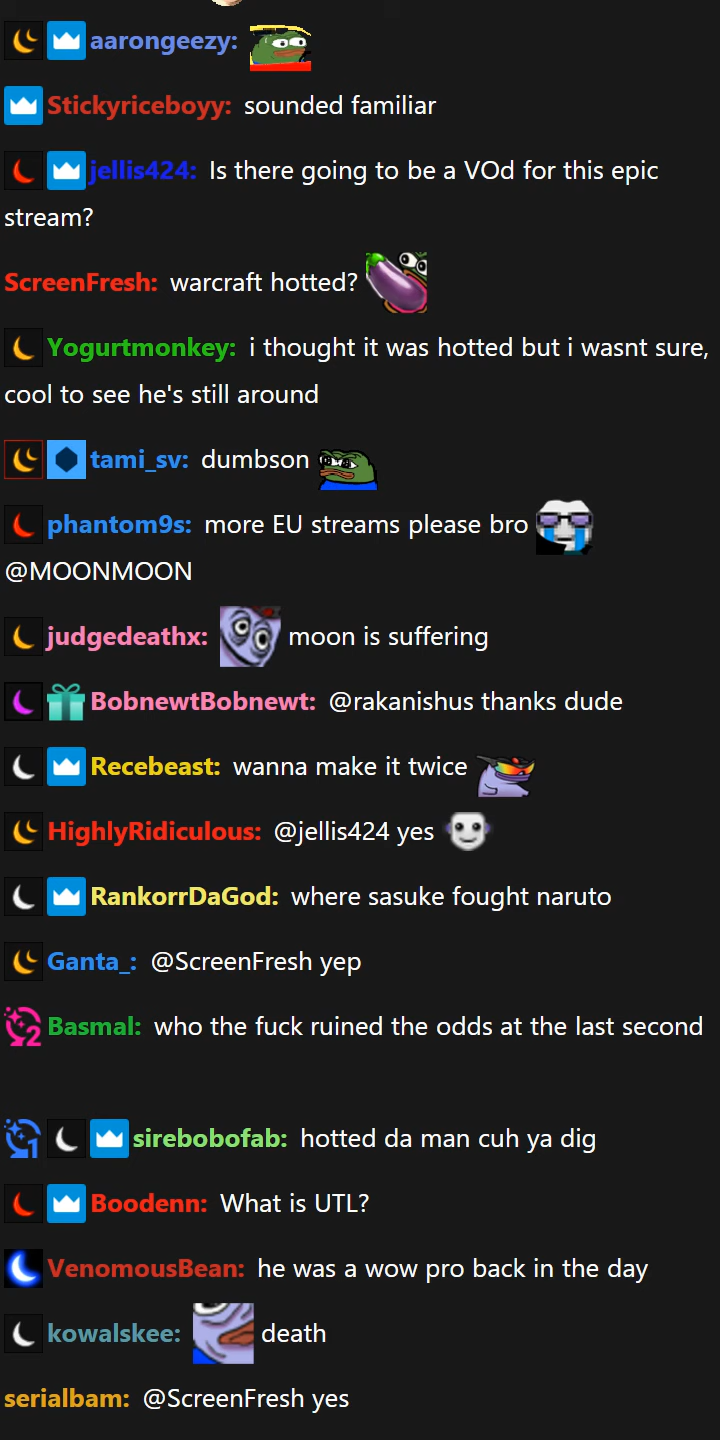 aarongeezy:
Stickyriceboyy: sounded familiar
jellis424: Is there going to be a VOd for this epic
stream?
ScreenFresh: warcraft hotted?
Yogurtmonkey: i thought it was hotted but i wasnt sure,
cool to see he's still around
tami_sv: dumbson
phantom9s: more EU streams please bro
@MOONMOON
judgedeathx: moon is suffering
BobnewtBobnewt: @rakanishus thanks dude
Recebeast: wanna make it twice
HighlyRidiculous: @jellis424 yes
RankorrDaGod: where sasuke fought naruto
Ganta_: @ScreenFresh yep
2 Basmal: who the fuck ruined the odds at the last second
1 sirebobofab: hotted da man cuh ya dig
Boodenn: What is UTL?
VenomousBean: he was a wow pro back in the day
kowalskee: death
serialbam: @ScreenFresh yes